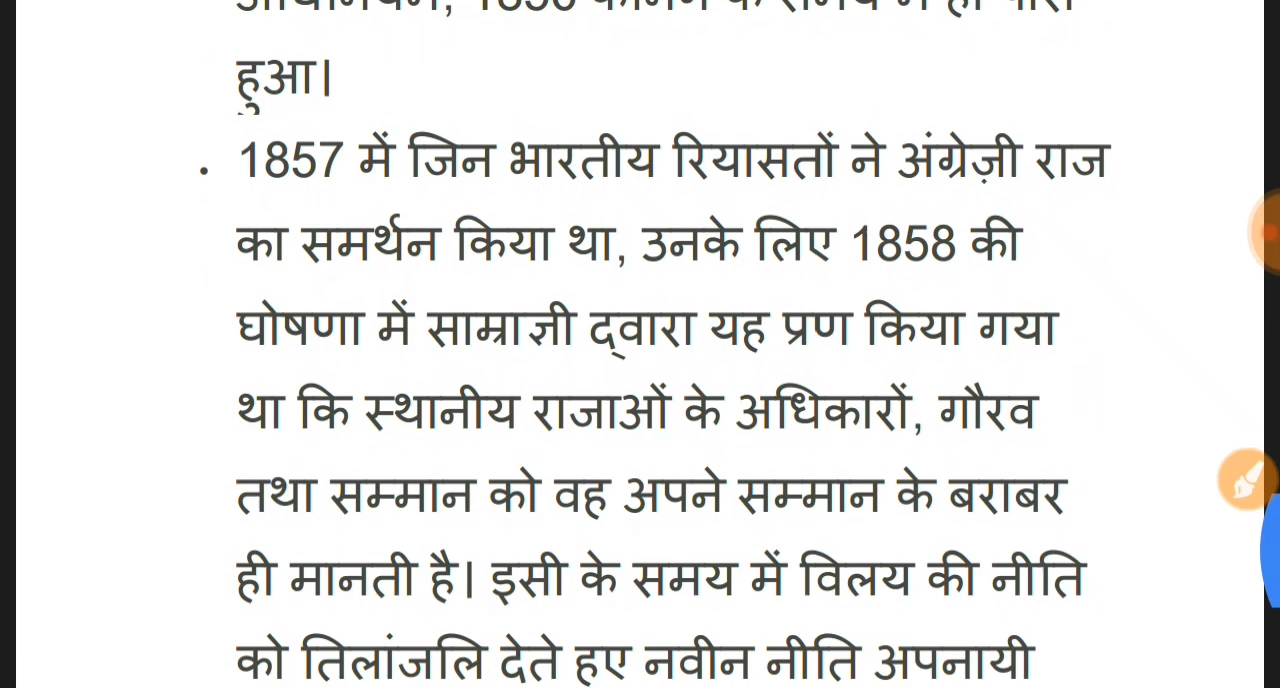 1856
हुआ।
. 1857 में जिन भारतीय रियासतों ने अंग्रेज़ी राज
का समर्थन किया था, उनके लिए 1858 की
घोषणा में साम्राज्ञी द्वारा यह प्रण किया गया
था कि स्थानीय राजाओं के अधिकारों, गौरव
तथा सम्मान को वह अपने सम्मान के बराबर
ही मानती है। इसी के समय में विलय की नीति
को तिलांजलि देते हुए नवीन नीति अपनायी